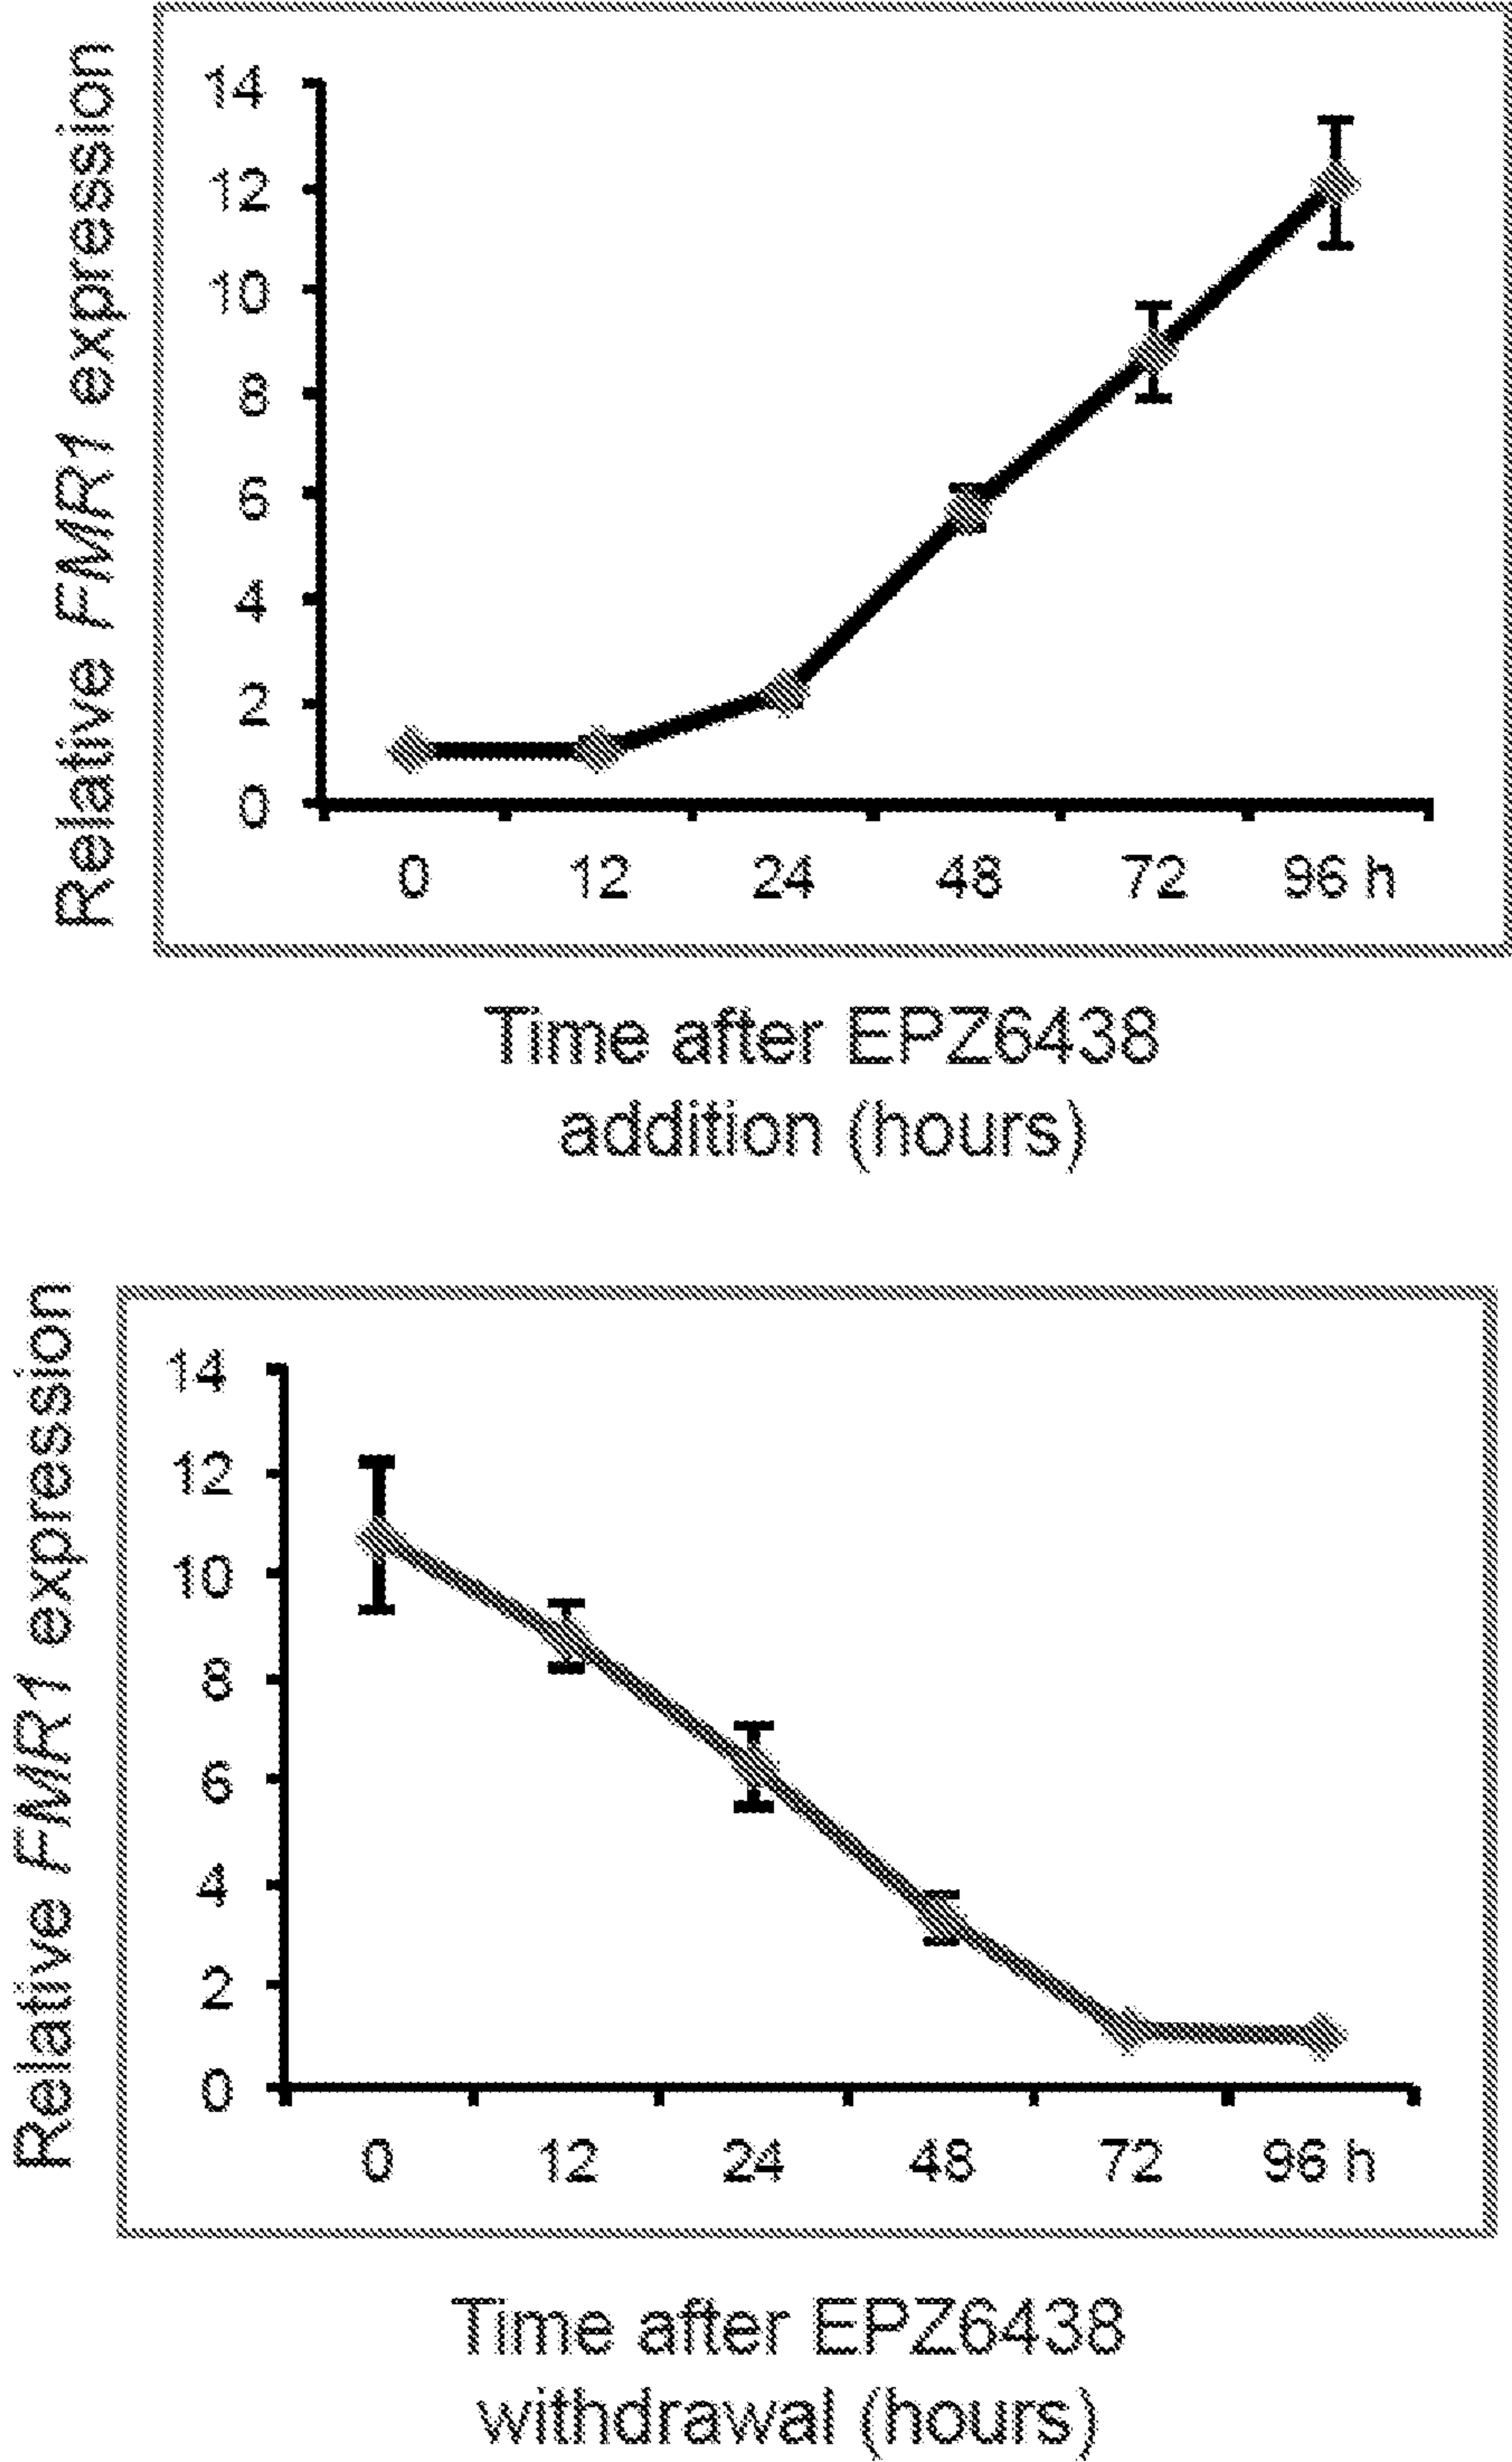 Relative FMR1 expression
14
12
10
8
6
4
2
0
0 12 24 48 72 96 h
Time after EPZ6438
addition (hours)
Relative FMR1 expression
14
12
10
8
6
4
2
0
0 12 24 48 72 96 h
Time after EPZ6438
withdrawal (hours)